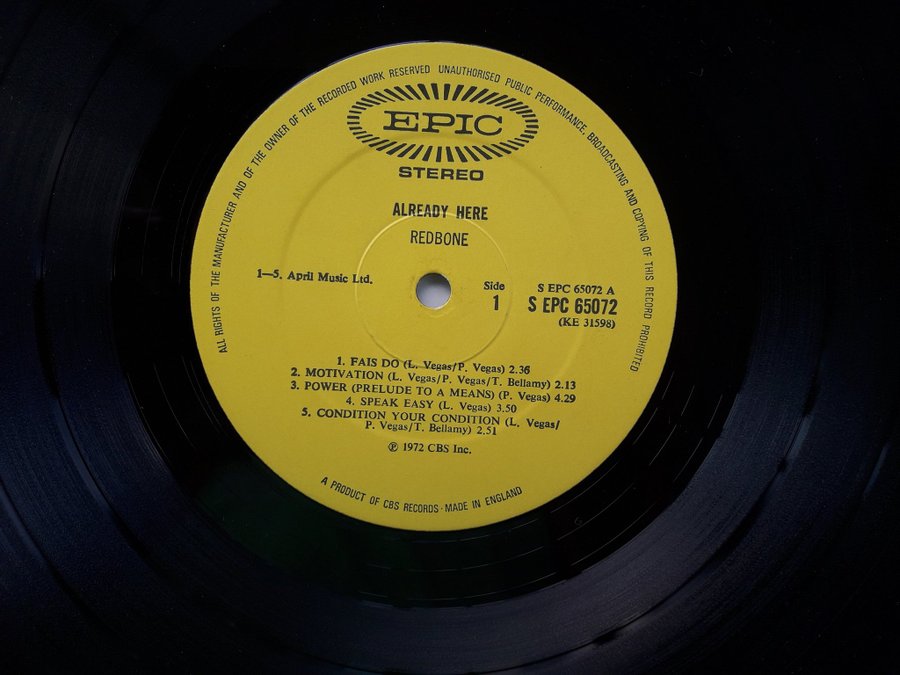 ALL RIGHTS OF THE MANUFACTURER AND OF THE OWNER OF THE RECORDED WORK RESERVED UNAUTHORISED PUBLIC PERFORMANCE, BROADCASTING AND COPYING OF THIS RECORD PROHIBITED
EPIC
STEREO
ALREADY HERE
REDBONE
1—5. April Music Ltd.
Side
1
S EPC 65072 A
S EPC 65072
(KE 31598)
1. FAIS DO (L. Vegas/P. Vegas) 2.36
2. MOTIVATION (L. Vegas/P. Vegas/T. Bellamy) 2.13
3. POWER (PRELUDE TO A MEANS) (P. Vegas) 4.29
4. SPEAK EASY (L. Vegas) 3.50
5. CONDITION YOUR CONDITION (L. Vegas/
P. Vegas/T. Bellamy) 2.51
℗ 1972 CBS Inc.
A PRODUCT OF CBS RECORDS · MADE IN ENGLAND